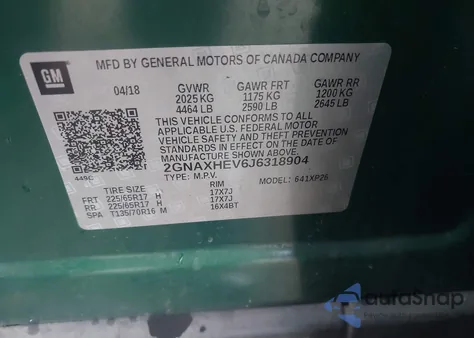 GM
MFD BY GENERAL MOTORS OF CANADA COMPANY
04/18 GVWR GAWR FRT GAWR RR
2025 KG 1175 KG 1200 KG
4464 LB 2590 LB 2645 LB
THIS VEHICLE CONFORMS TO ALL
APPLICABLE U.S. FEDERAL MOTOR
VEHICLE SAFETY AND THEFT PREVENTION
STANDARDS IN EFFECT ON THE DATE OF
MANUFACTURE SHOWN ABOVE.
2GNAXHEV6J6318904
TYPE: M.P.V. MODEL: 641XP26
TIRE SIZE RIM
FRT 225/65R17 H 17X7J
RR 225/65R17 H 17X7J
SPA T135/70R16 M 16X4BT
autoSnap